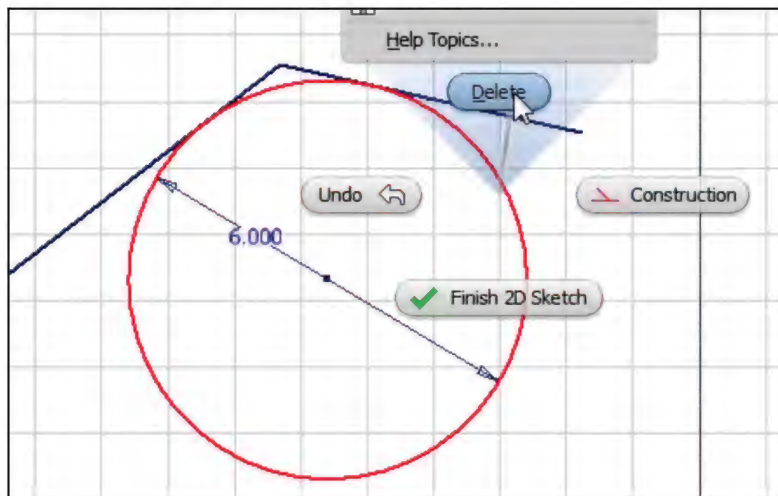 Help Topics...
Delete
Undo
Construction
6.000
Finish 2D Sketch